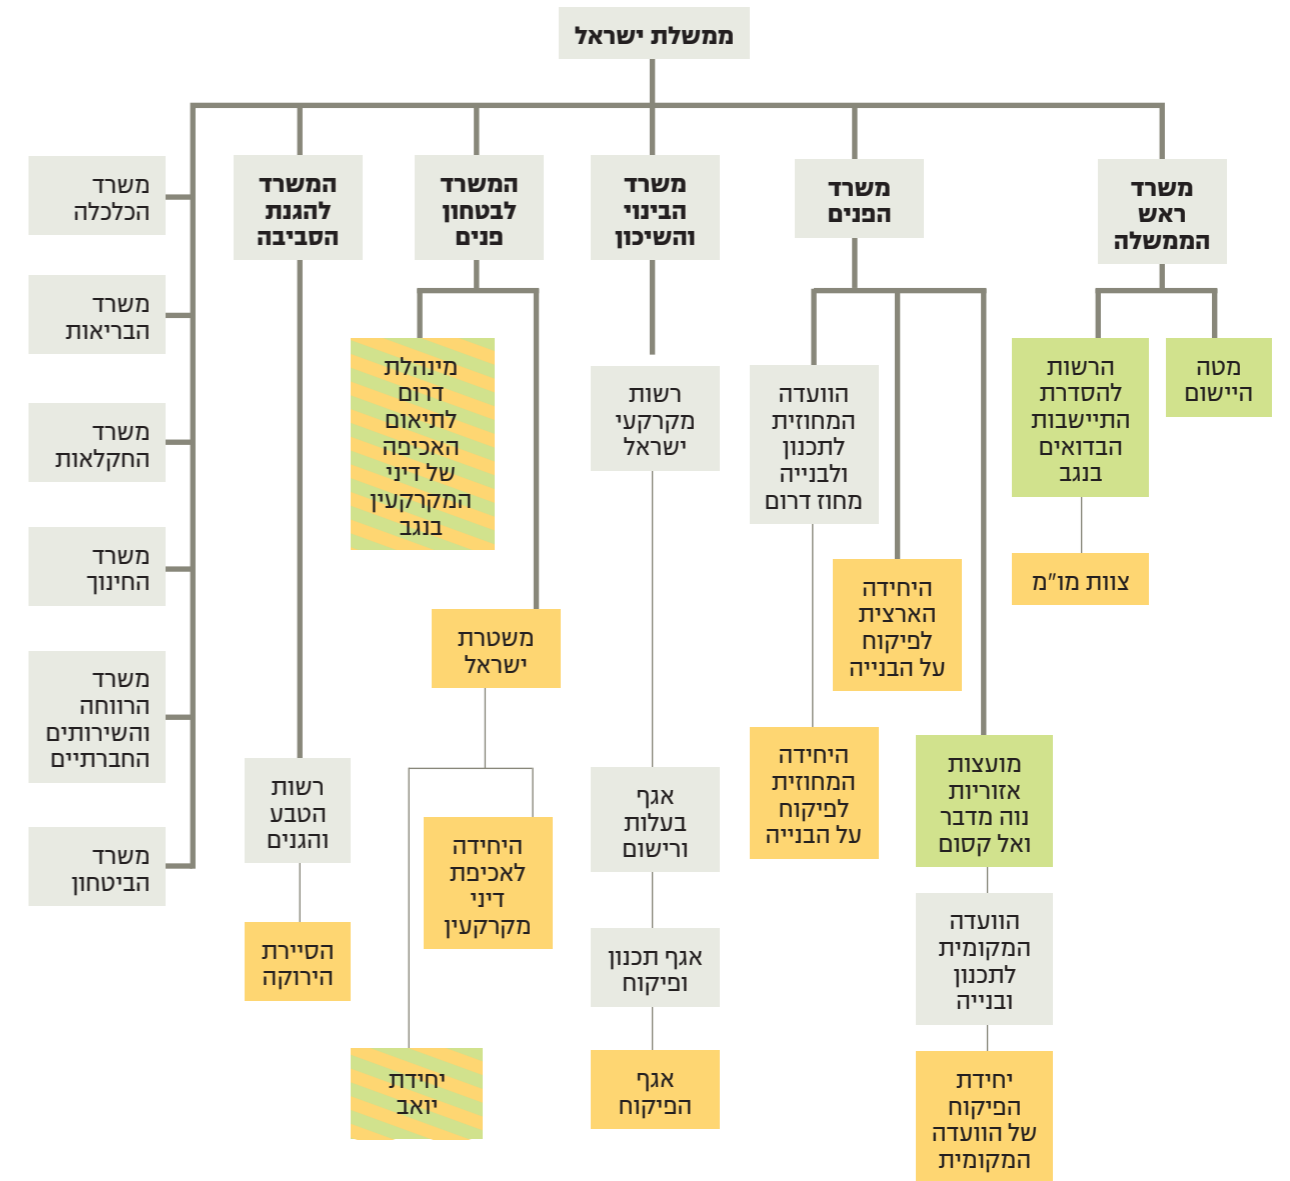 ממשלת ישראל
משרד
ראש
הממשלה
משרד
הפנים
משרד
הבינוי
והשיכון
המשרד
לבטחון
פנים
המשרד
להגנת
הסביבה
משרד
הכלכלה
משרד
הבריאות
משרד
החקלאות
משרד
החינוך
משרד
הרווחה
והשירותים
החברתיים
משרד
הביטחון
מטה
היישום
הרשות
להסדרת
התיישבות
הבדואים
בנגב
צוות מו"מ
הוועדה
המחוזית
לתכנון
ולבנייה
מחוז דרום
היחידה
הארצית
לפיקוח
על הבנייה
היחידה
המחוזית
לפיקוח
על הבנייה
מועצות
אזוריות
נוה מדבר
ואל קסום
הוועדה
המקומית
לתכנון
ובנייה
יחידת
הפיקוח
של הוועדה
המקומית
רשות
מקרקעי
ישראל
אגף
בעלות
ורישום
אגף תכנון
ופיקוח
אגף
הפיקוח
מינהלת
דרום
לתיאום
האכיפה
של דיני
המקרקעין
בנגב
משטרת
ישראל
היחידה
לאכיפת
דיני
מקרקעין
יחידת
יואב
רשות
הטבע
והגנים
הסיירת
הירוקה